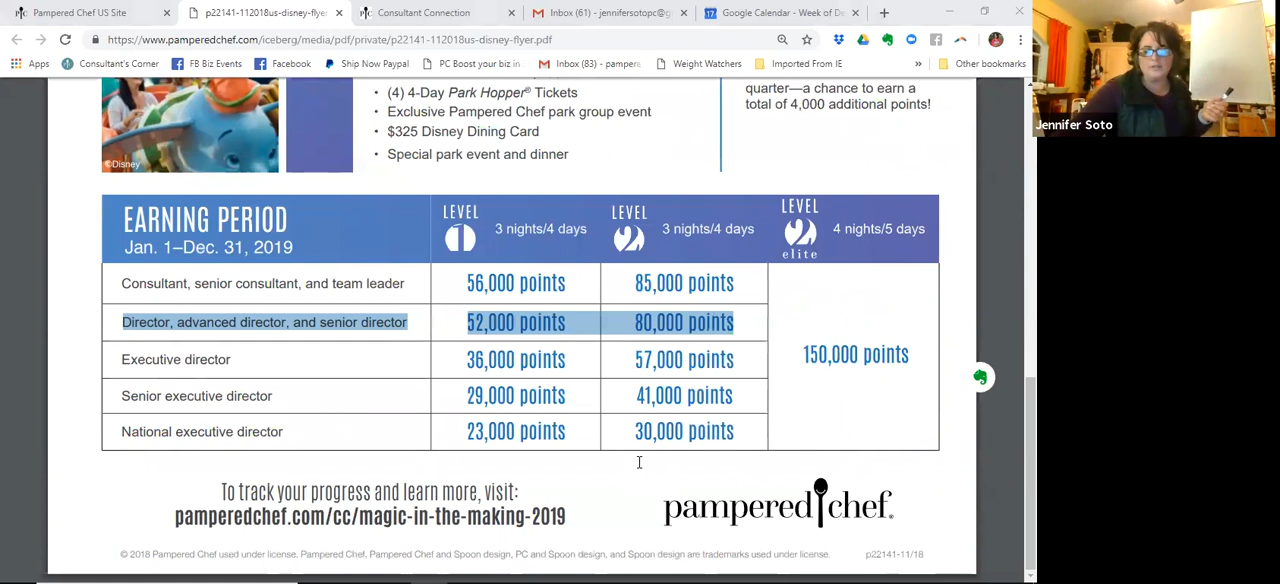 Pampered Chef US Site
p22141-112018us-disney-flyer
Consultant Connection
Inbox (61) - jennifersotopc@g
Google Calendar - Week of De
https://www.pamperedchef.com/iceberg/media/pdf/private/p22141-112018us-disney-flyer.pdf
Apps
Consultant's Corner
FB Biz Events
Facebook
Ship Now Paypal
PC Best of your biz in
Inbox (83) - pampere
Weight Watchers
Imported From IE
»
Other bookmarks
Jennifer Soto
©Disney
• (4) 4-Day Park Hopper® Tickets
• Exclusive Pampered Chef park group event
• $325 Disney Dining Card
• Special park event and dinner
quarter—a chance to earn a
total of 4,000 additional points!
EARNING PERIOD
Jan. 1–Dec. 31, 2019
LEVEL 1 3 nights/4 days
LEVEL 2 3 nights/4 days
LEVEL 2 elite 4 nights/5 days
Consultant, senior consultant, and team leader 56,000 points 85,000 points
Director, advanced director, and senior director 52,000 points 80,000 points
Executive director 36,000 points 57,000 points
150,000 points
Senior executive director 29,000 points 41,000 points
National executive director 23,000 points 30,000 points
To track your progress and learn more, visit:
pamperedchef.com/cc/magic-in-the-making-2019
pampered chef®
© 2018 Pampered Chef used under license. Pampered Chef, Pampered Chef and Spoon design, PC and Spoon design, and Spoon design are trademarks used under license.
p22141-11/18